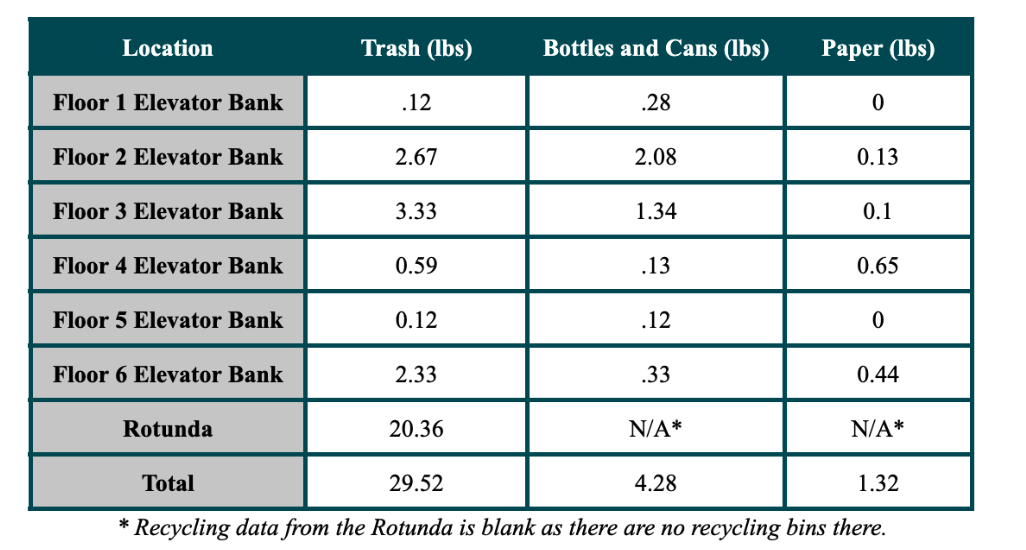 Location Trash (lbs) Bottles and Cans (lbs) Paper (lbs)
Floor 1 Elevator Bank .12 .28 0
Floor 2 Elevator Bank 2.67 2.08 0.13
Floor 3 Elevator Bank 3.33 1.34 0.1
Floor 4 Elevator Bank 0.59 .13 0.65
Floor 5 Elevator Bank 0.12 .12 0
Floor 6 Elevator Bank 2.33 .33 0.44
Rotunda 20.36 N/A* N/A*
Total 29.52 4.28 1.32
* Recycling data from the Rotunda is blank as there are no recycling bins there.